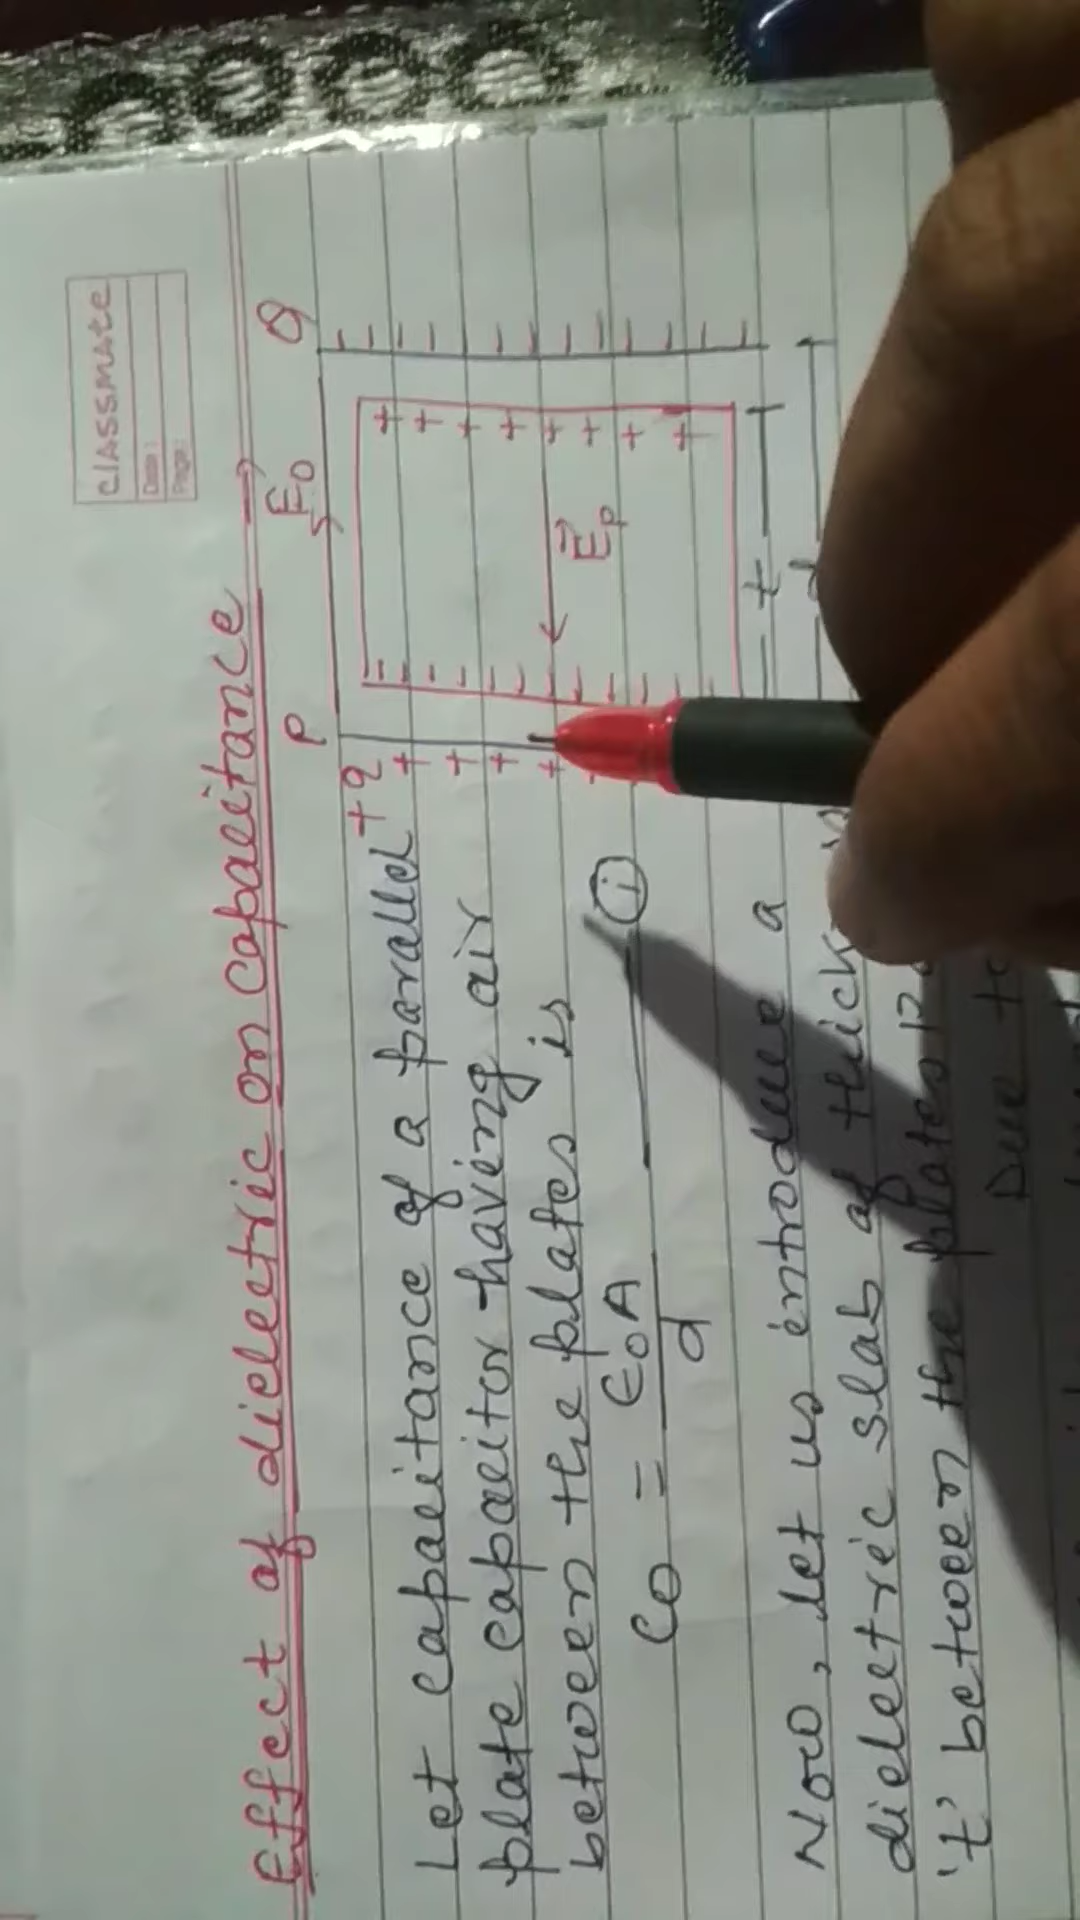 classmate
Date:
Page:
Effect of dielectric on capacitance
Let capacitance of a parallel
plate capacitor having air
between the plates is
C0 = ε0A / d ——— (i)
Now, let us introduce a
dielectric slab of thick
't' between the plates P
Due to
P E0 Q
+q
+ + + +
Ep
- - - - - - - -
+ + + + + + + +
t